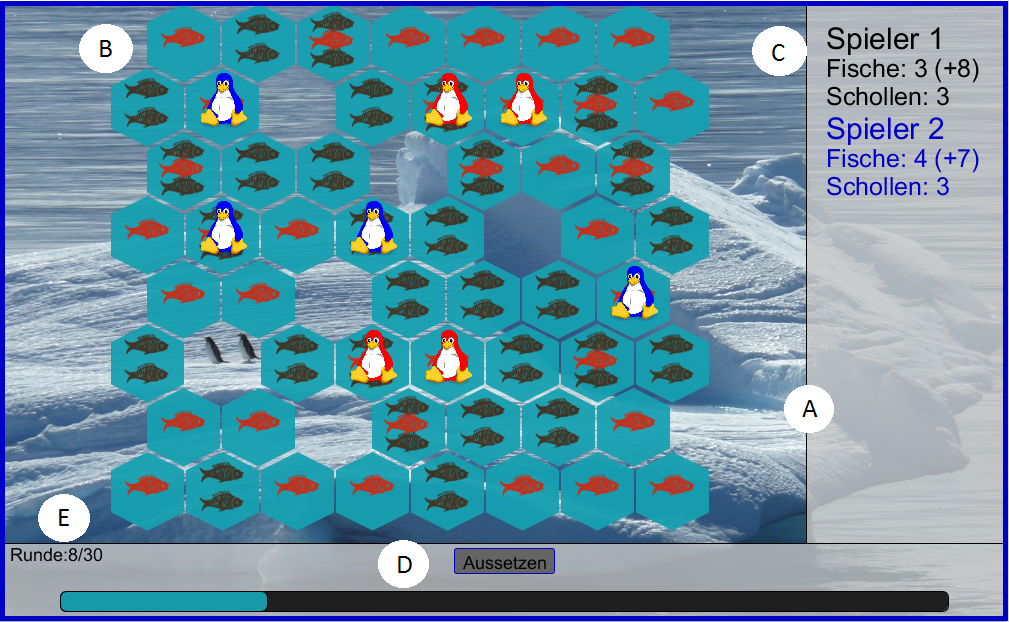 B
C
Spieler 1
Fische: 3 (+8)
Schollen: 3
Spieler 2
Fische: 4 (+7)
Schollen: 3
A
E
Runde:8/30
D
Aussetzen